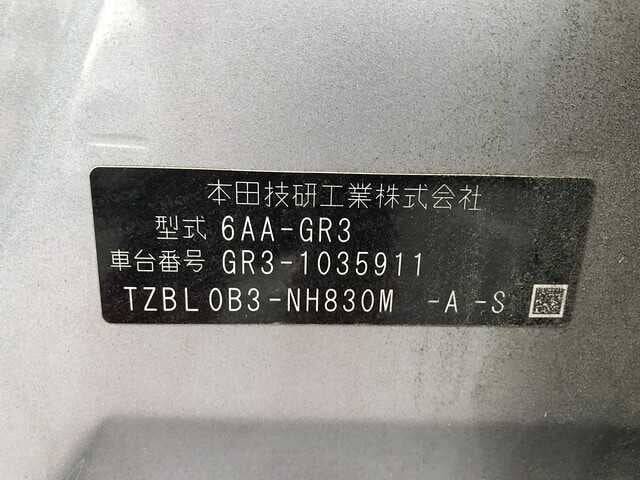 本田技研工業株式会社
型式 6AA-GR3
車台番号 GR3-1035911
TZBL0B3-NH830M -A -S